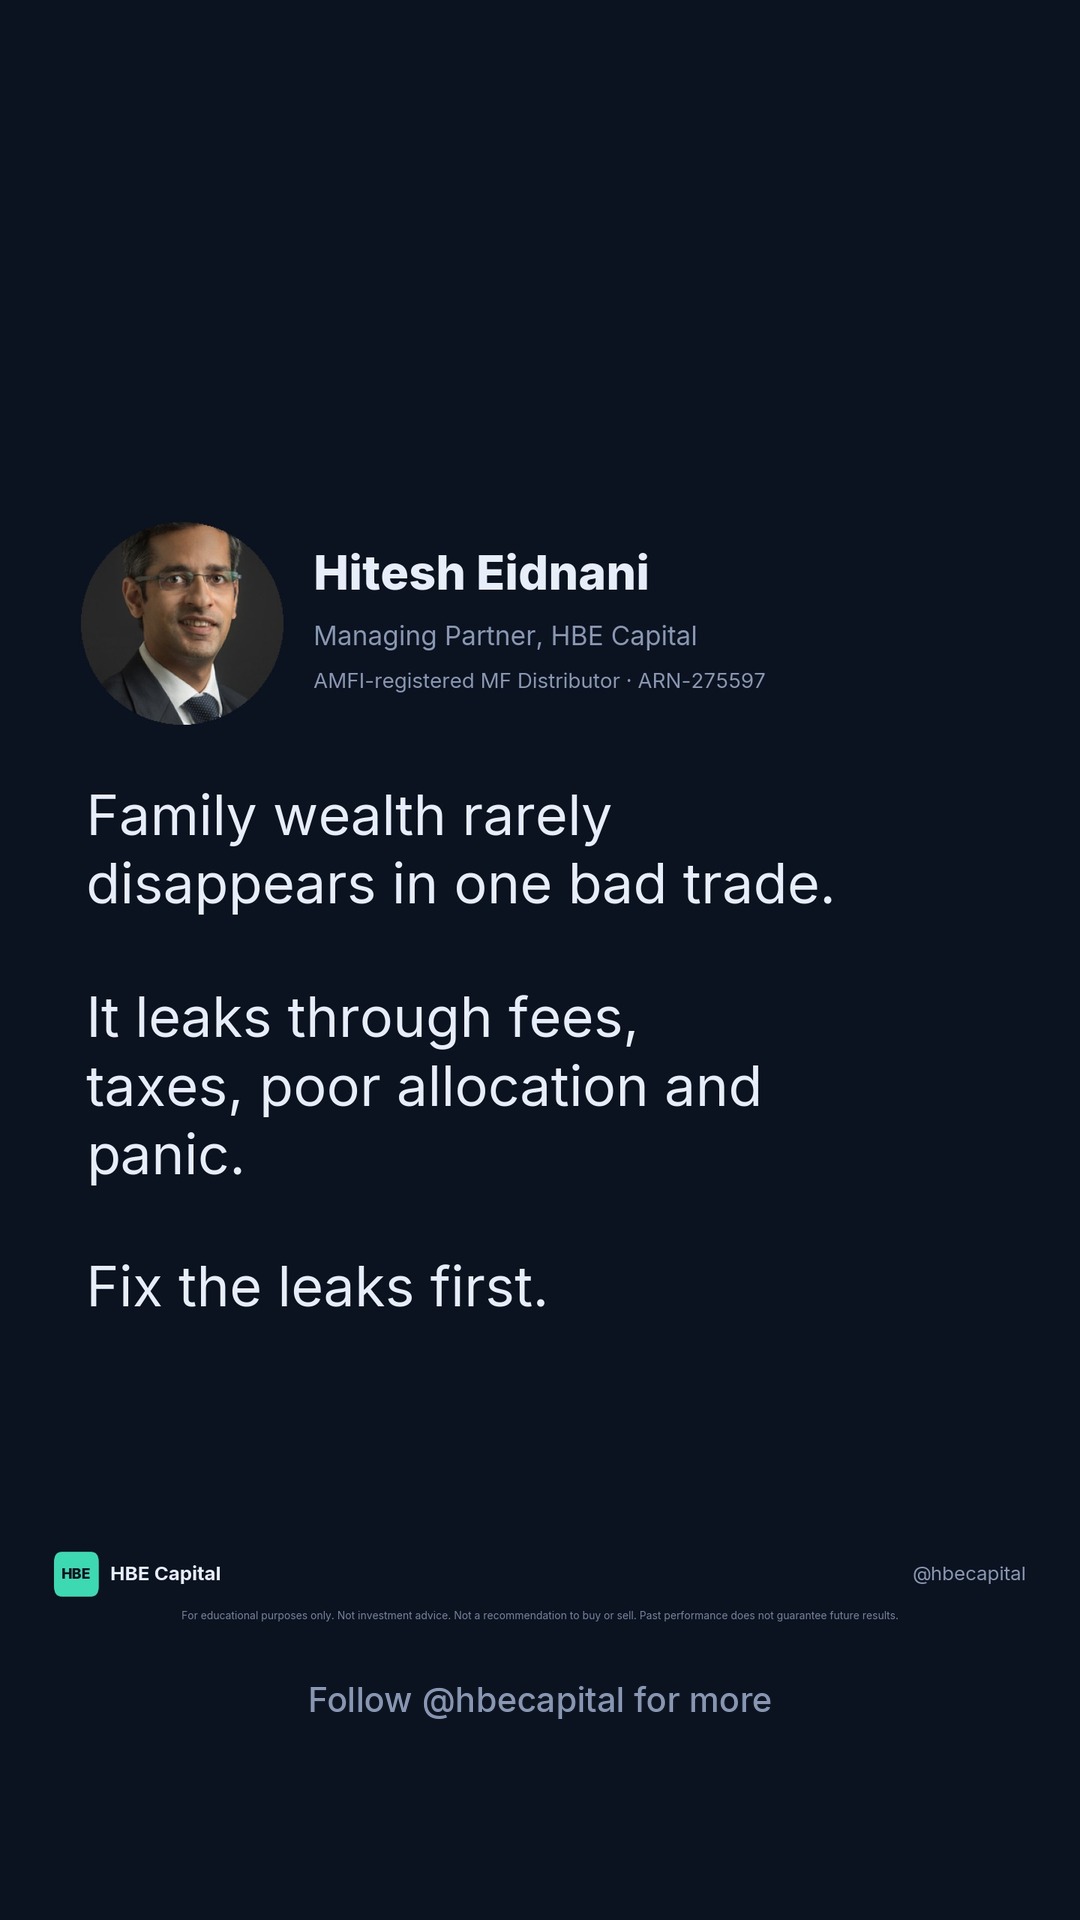 Hitesh Eidnani
Managing Partner, HBE Capital
AMFI-registered MF Distributor · ARN-275597
Family wealth rarely
disappears in one bad trade.
It leaks through fees,
taxes, poor allocation and
panic.
Fix the leaks first.
HBE HBE Capital @hbecapital
For educational purposes only. Not investment advice. Not a recommendation to buy or sell. Past performance does not guarantee future results.
Follow @hbecapital for more